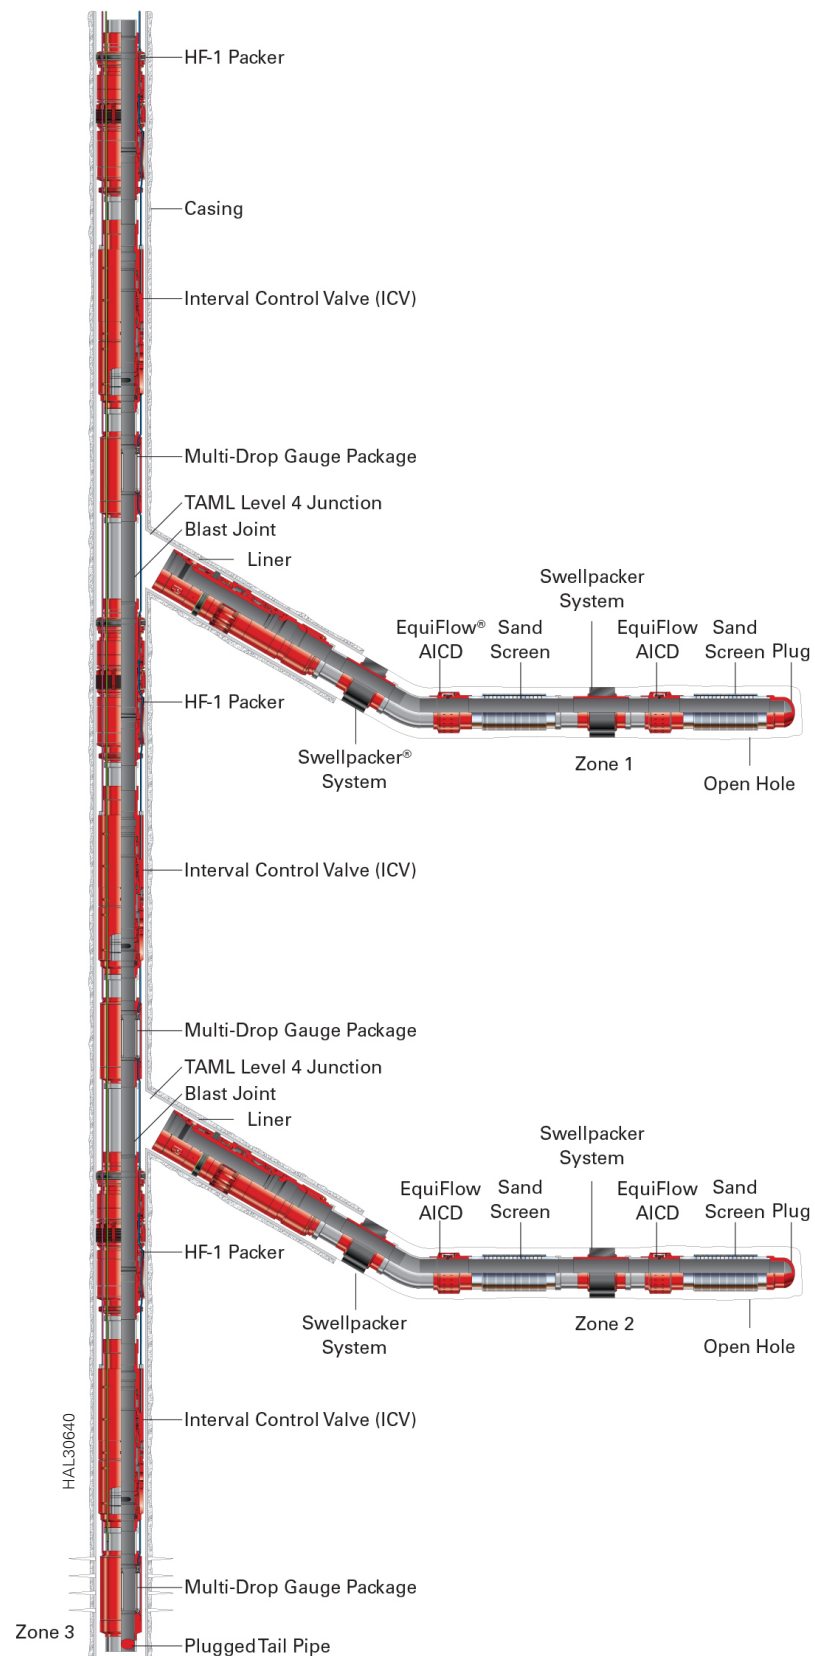 HF-1 Packer
Casing
Interval Control Valve (ICV)
Multi-Drop Gauge Package
TAML Level 4 Junction
Blast Joint
Liner
Swellpacker
System
EquiFlow®
AICD
Sand
Screen
EquiFlow
AICD
Sand
Screen
Plug
HF-1 Packer
Swellpacker®
System
Zone 1
Open Hole
Interval Control Valve (ICV)
Multi-Drop Gauge Package
TAML Level 4 Junction
Blast Joint
Liner
Swellpacker
System
EquiFlow
AICD
Sand
Screen
EquiFlow
AICD
Sand
Screen
Plug
HF-1 Packer
Swellpacker
System
Zone 2
Open Hole
Interval Control Valve (ICV)
HAL30640
Multi-Drop Gauge Package
Zone 3
Plugged Tail Pipe